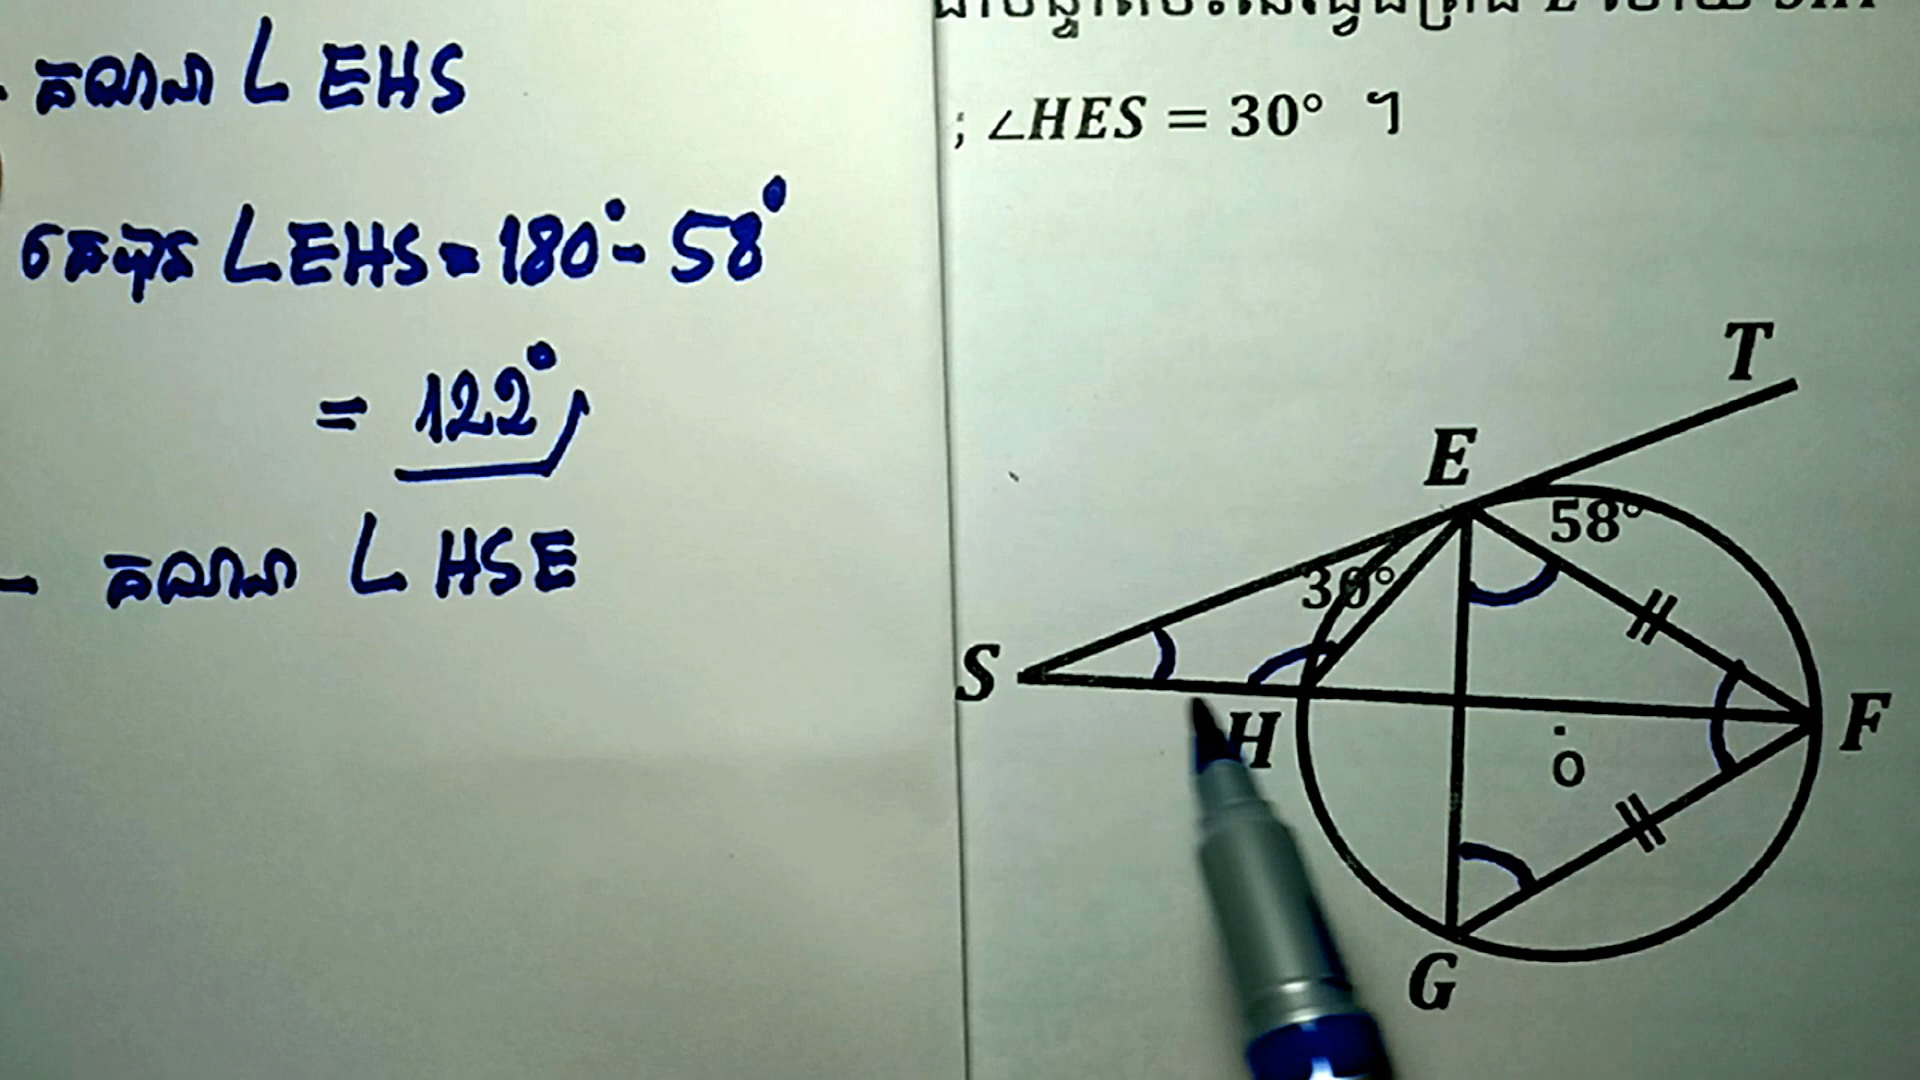 - គណនា ∠ EHS
គេបាន ∠EHS = 180° - 58°
= 122°
- គណនា ∠ HSE
; ∠HES = 30° ។
T
E
58°
30°
S
H
F
O
G